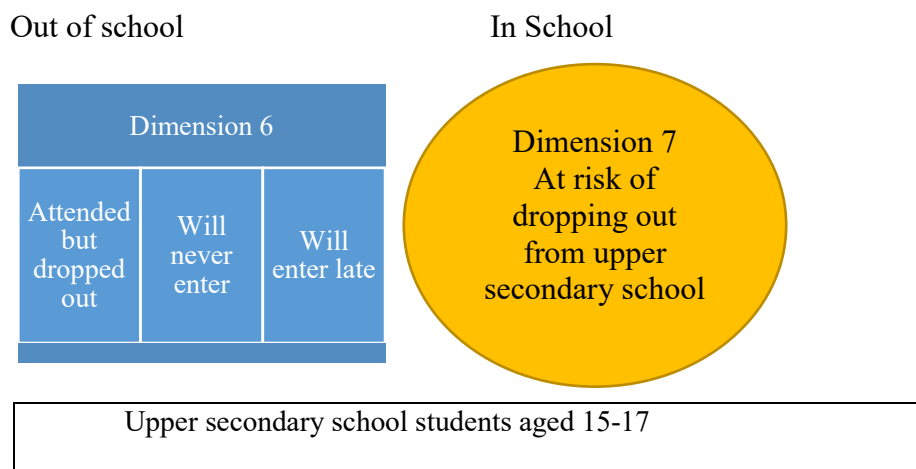 Out of school
In School
Dimension 6
Attended
but
dropped
out
Will
never
enter
Will
enter late
Dimension 7
At risk of
dropping out
from upper
secondary school
Upper secondary school students aged 15-17